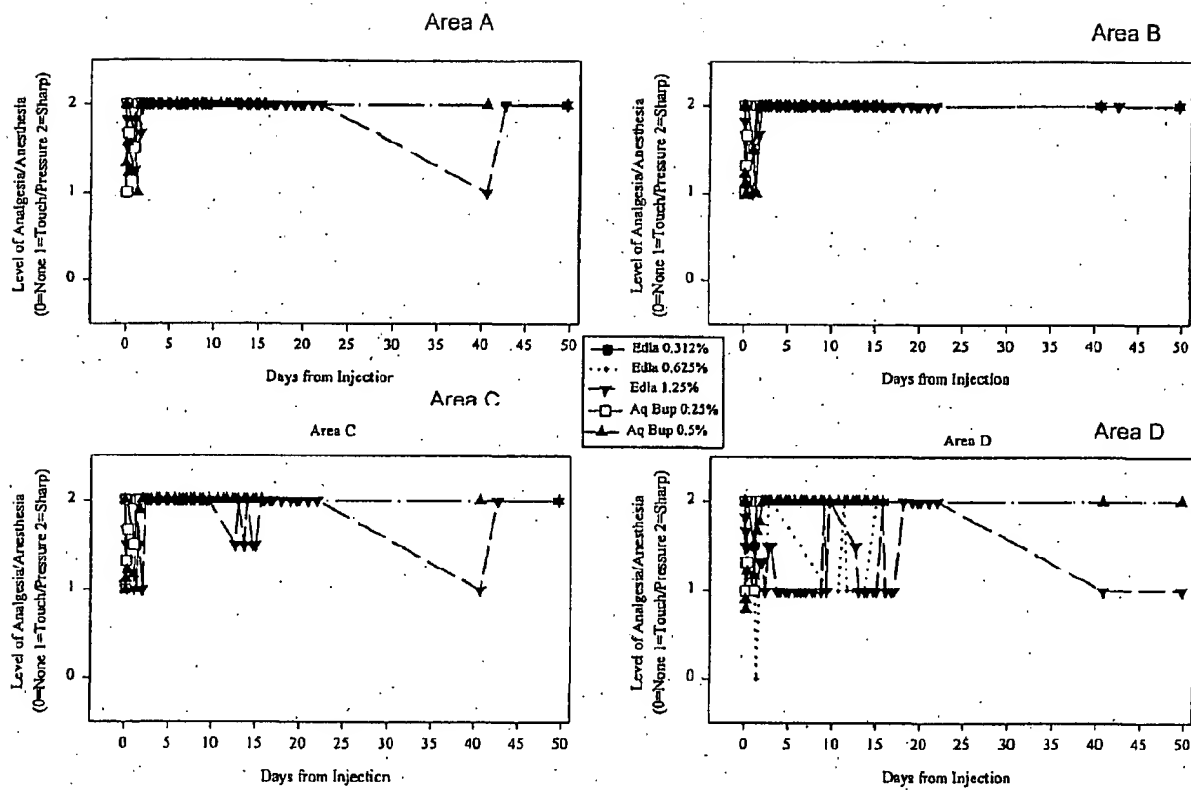 Area A
Level of Analgesia/Anesthesia
(0=None 1=Touch/Pressure 2=Sharp)
2
1
0
0 5 10 15 20 25 30 35 40 45 50
Days from Injection
Area B
Level of Analgesia/Anesthesia
(0=None 1=Touch/Pressure 2=Sharp)
2
1
0
0 5 10 15 20 25 30 35 40 45 50
Days from Injection
Edla 0.312%
Edla 0.625%
Edla 1.25%
Aq Bup 0.25%
Aq Bup 0.5%
Area C
Area C
Level of Analgesia/Anesthesia
(0=None 1=Touch/Pressure 2=Sharp)
2
1
0
0 5 10 15 20 25 30 35 40 45 50
Days from Injection
Area D
Area D
Level of Analgesia/Anesthesia
(0=None 1=Touch/Pressure 2=Sharp)
2
1
0
0 5 10 15 20 25 30 35 40 45 50
Days from Injection